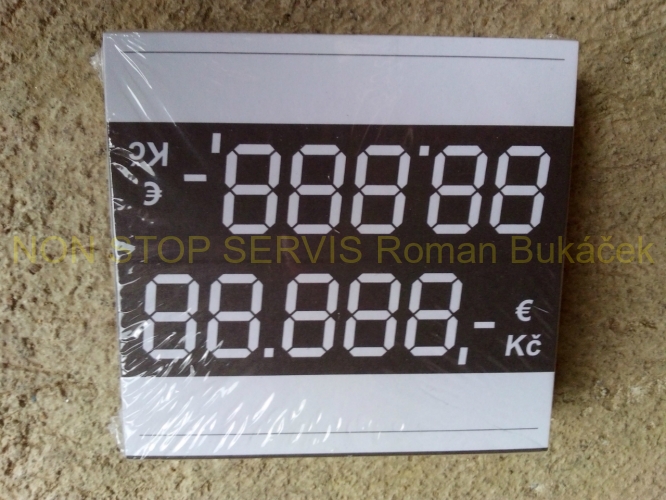 88.888,- € Kč
NON STOP SERVIS Roman Bukáček
88.888,- €
Kč